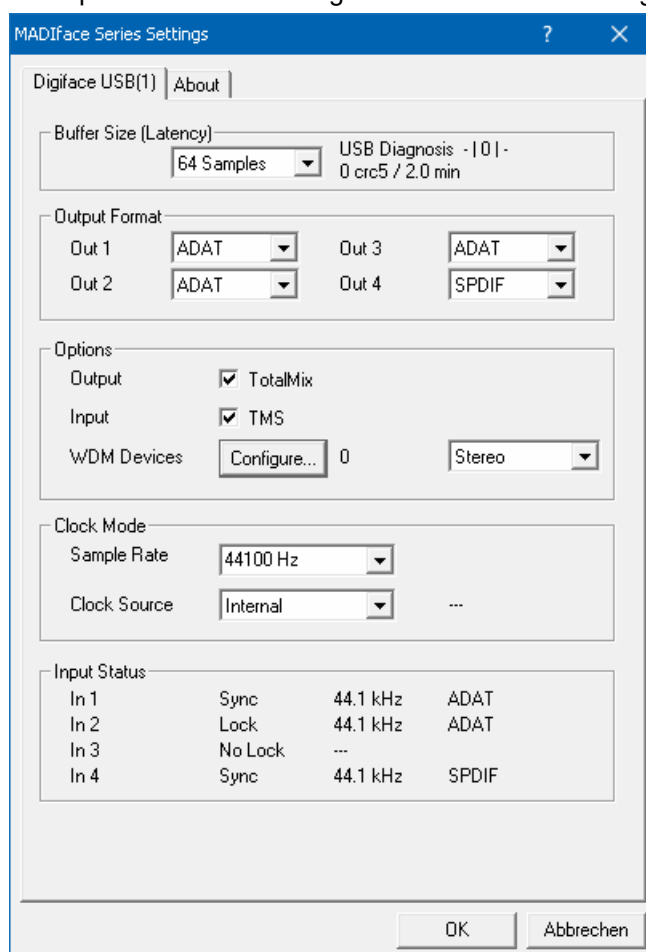 MADIface Series Settings ? ×
Digiface USB(1) About
Buffer Size (Latency)
64 Samples
USB Diagnosis - | 0 | -
0 crc5 / 2.0 min
Output Format
Out 1 ADAT Out 3 ADAT
Out 2 ADAT Out 4 SPDIF
Options
Output TotalMix
Input TMS
WDM Devices Configure... 0 Stereo
Clock Mode
Sample Rate 44100 Hz
Clock Source Internal ---
Input Status
In 1 Sync 44.1 kHz ADAT
In 2 Lock 44.1 kHz ADAT
In 3 No Lock ---
In 4 Sync 44.1 kHz SPDIF
OK Abbrechen